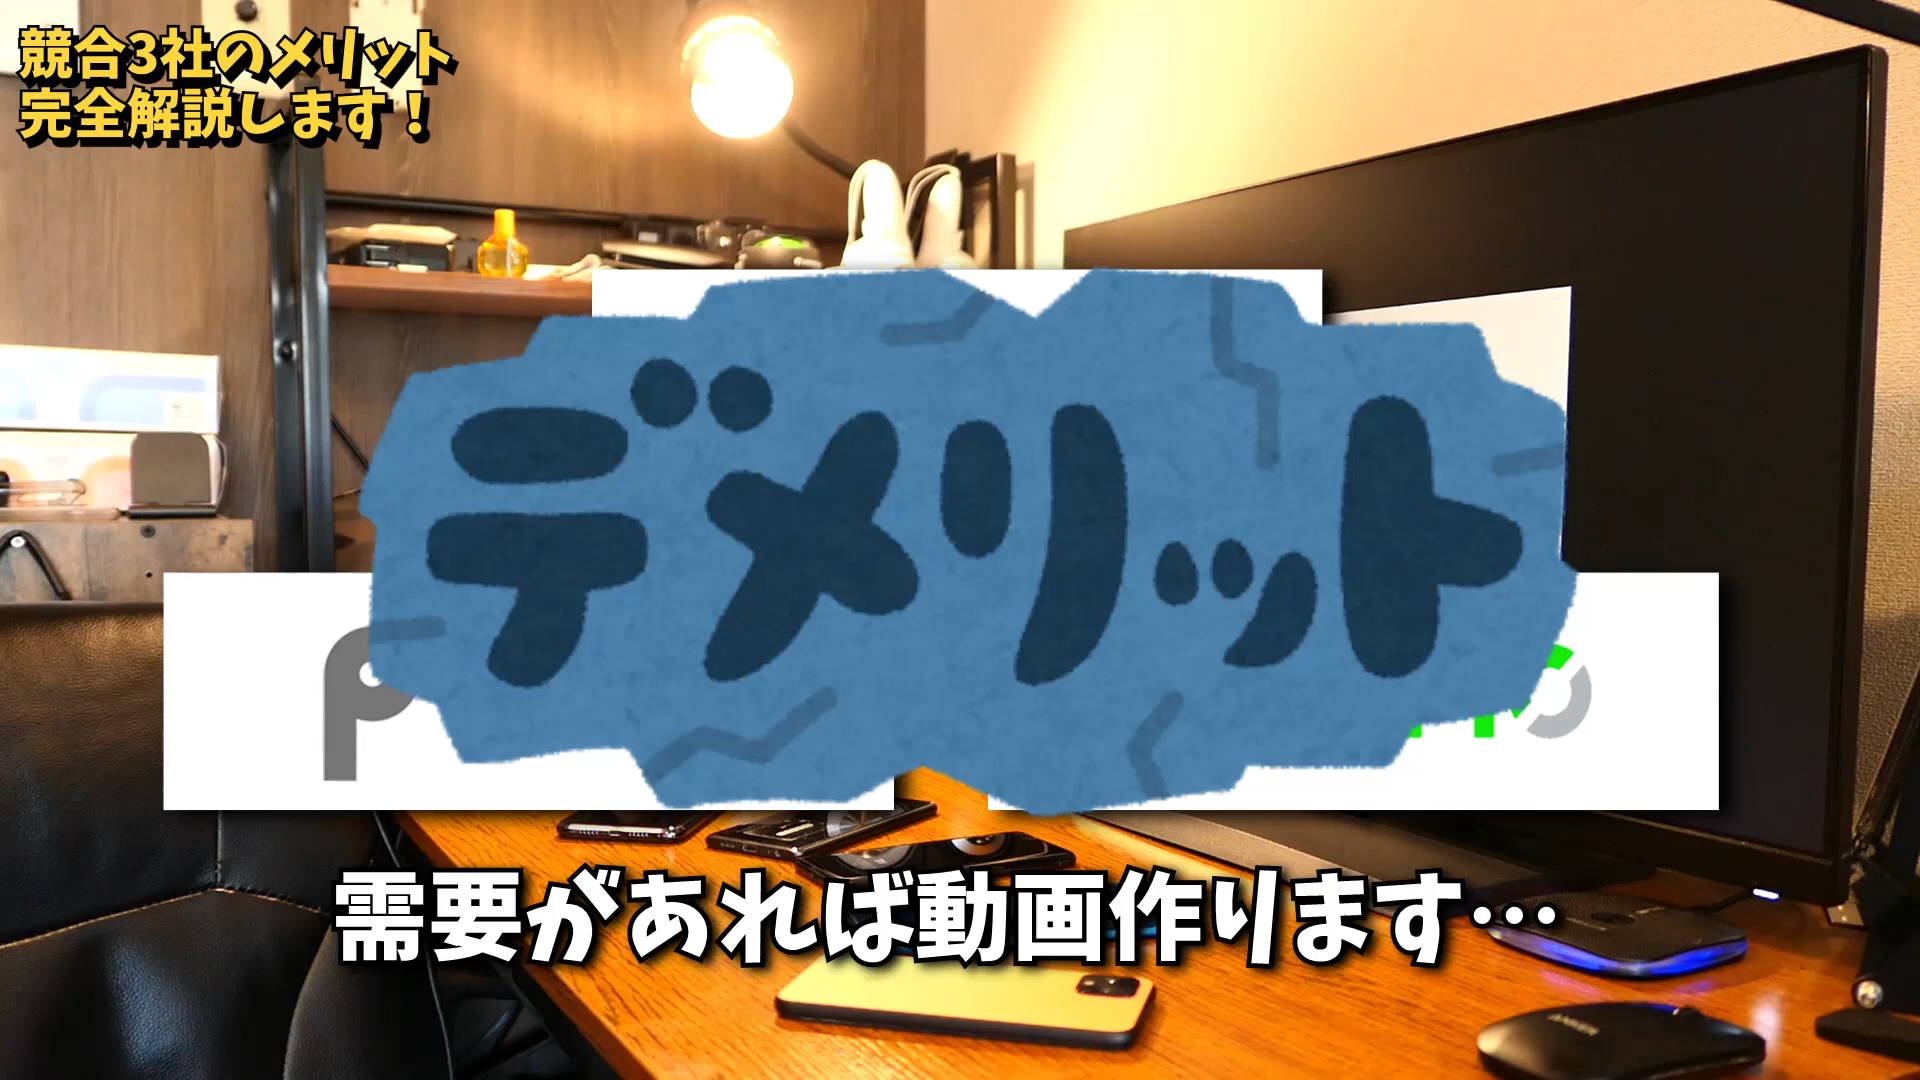 競合3社のメリット
完全解説します！
デメリット
P
需要があれば動画作ります…
ANKER